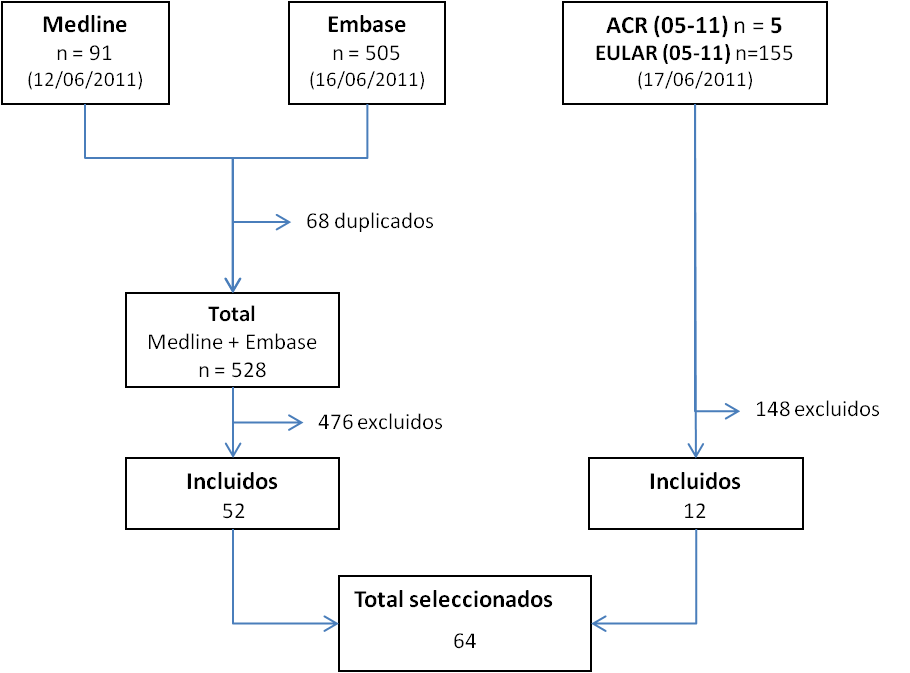 Medline
n = 91
(12/06/2011)
Embase
n = 505
(16/06/2011)
ACR (05-11) n = 5
EULAR (05-11) n=155
(17/06/2011)
68 duplicados
Total
Medline + Embase
n = 528
476 excluidos
148 excluidos
Incluidos
52
Incluidos
12
Total seleccionados
64